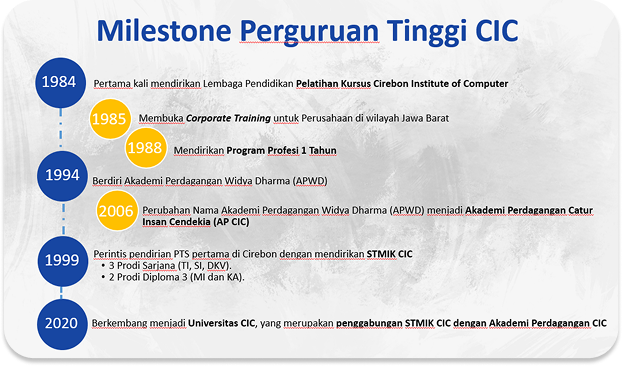 Milestone Perguruan Tinggi CIC
1984
Pertama kali mendirikan Lembaga Pendidikan Pelatihan Kursus Cirebon Institute of Computer
1985
Membuka Corporate Training untuk Perusahaan di wilayah Jawa Barat
1988
Mendirikan Program Profesi 1 Tahun
1994
Berdiri Akademi Perdagangan Widya Dharma (APWD)
2006
Perubahan Nama Akademi Perdagangan Widya Dharma (APWD) menjadi Akademi Perdagangan Catur
Insan Cendekia (AP CIC)
1999
Perintis pendirian PTS pertama di Cirebon dengan mendirikan STMIK CIC
• 3 Prodi Sarjana (TI, SI, DKV).
• 2 Prodi Diploma 3 (MI dan KA).
2020
Berkembang menjadi Universitas CIC, yang merupakan penggabungan STMIK CIC dengan Akademi Perdagangan CIC